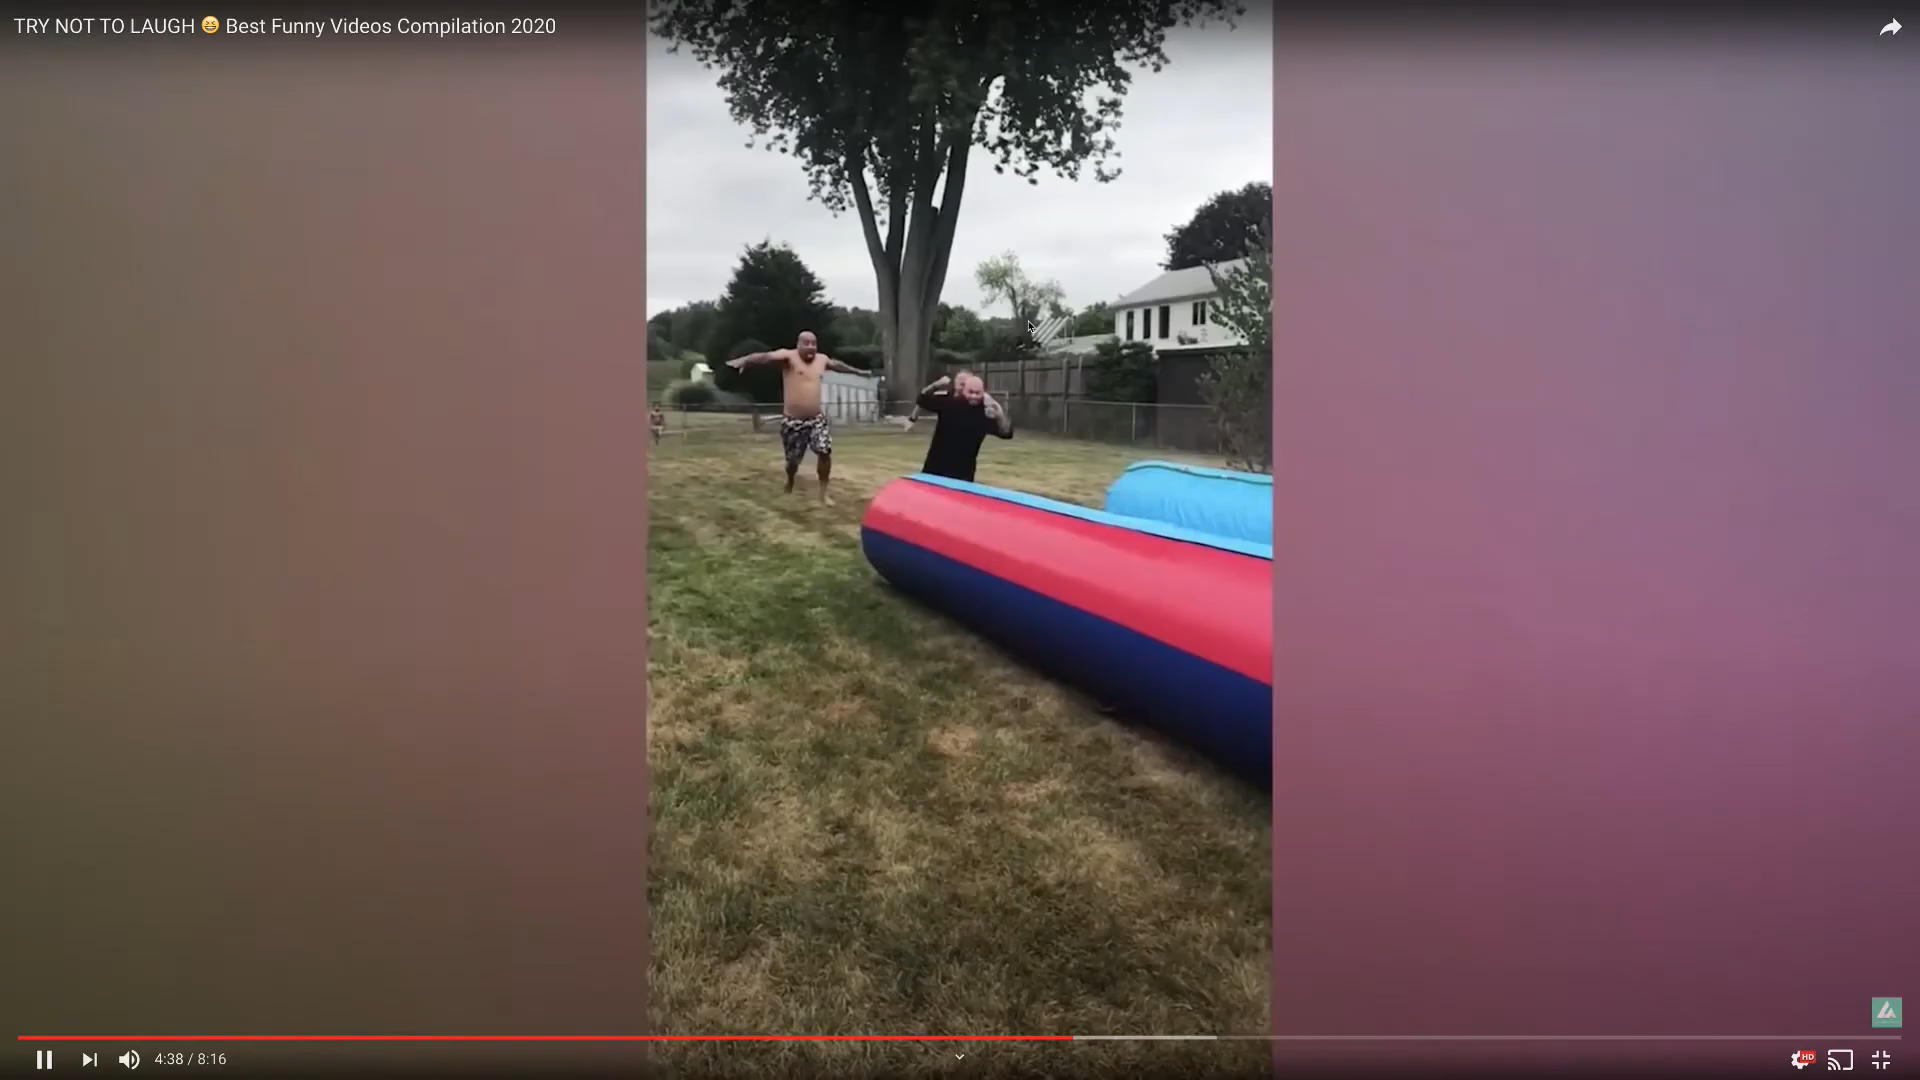 TRY NOT TO LAUGH 😆 Best Funny Videos Compilation 2020
4:38 / 8:16
HD